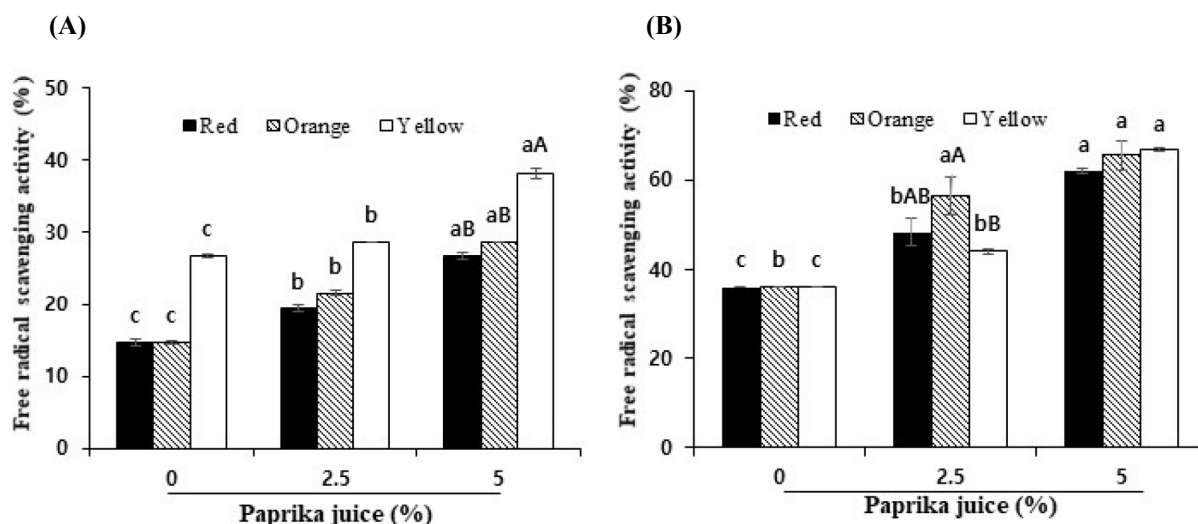 (A)
Free radical scavenging activity (%)
50
40
30
20
10
0
Red Orange Yellow
c c c
b b b
aB aB aA
0 2.5 5
Paprika juice (%)
(B)
Free radical scavenging activity (%)
80
60
40
20
0
Red Orange Yellow
c b c
bAB aA bB
a a a
0 2.5 5
Paprika juice (%)